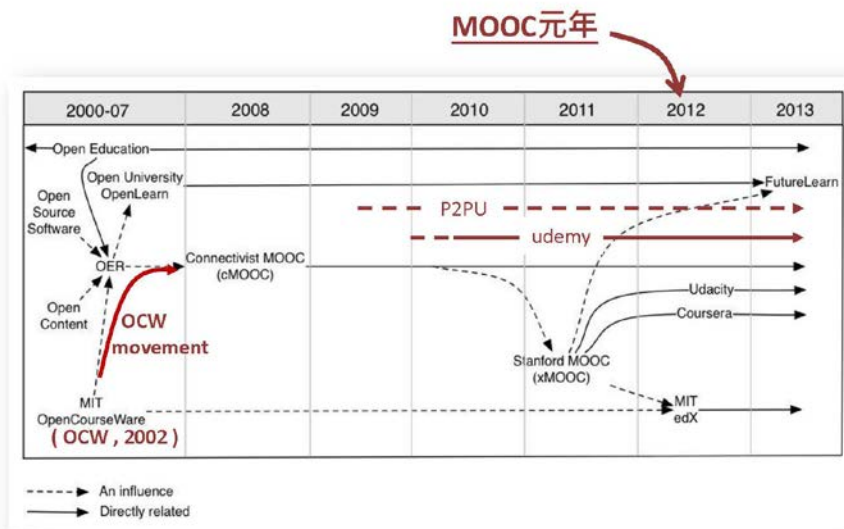 MOOC元年
2000-07
2008
2009
2010
2011
2012
2013
Open Education
Open University
OpenLearn
FutureLearn
Open
Source
Software
P2PU
udemy
OER
Connectivist MOOC
(cMOOC)
Open
Content
OCW
movement
Udacity
Coursera
Stanford MOOC
(xMOOC)
MIT
OpenCourseWare
( OCW , 2002 )
MIT
edX
An influence
Directly related